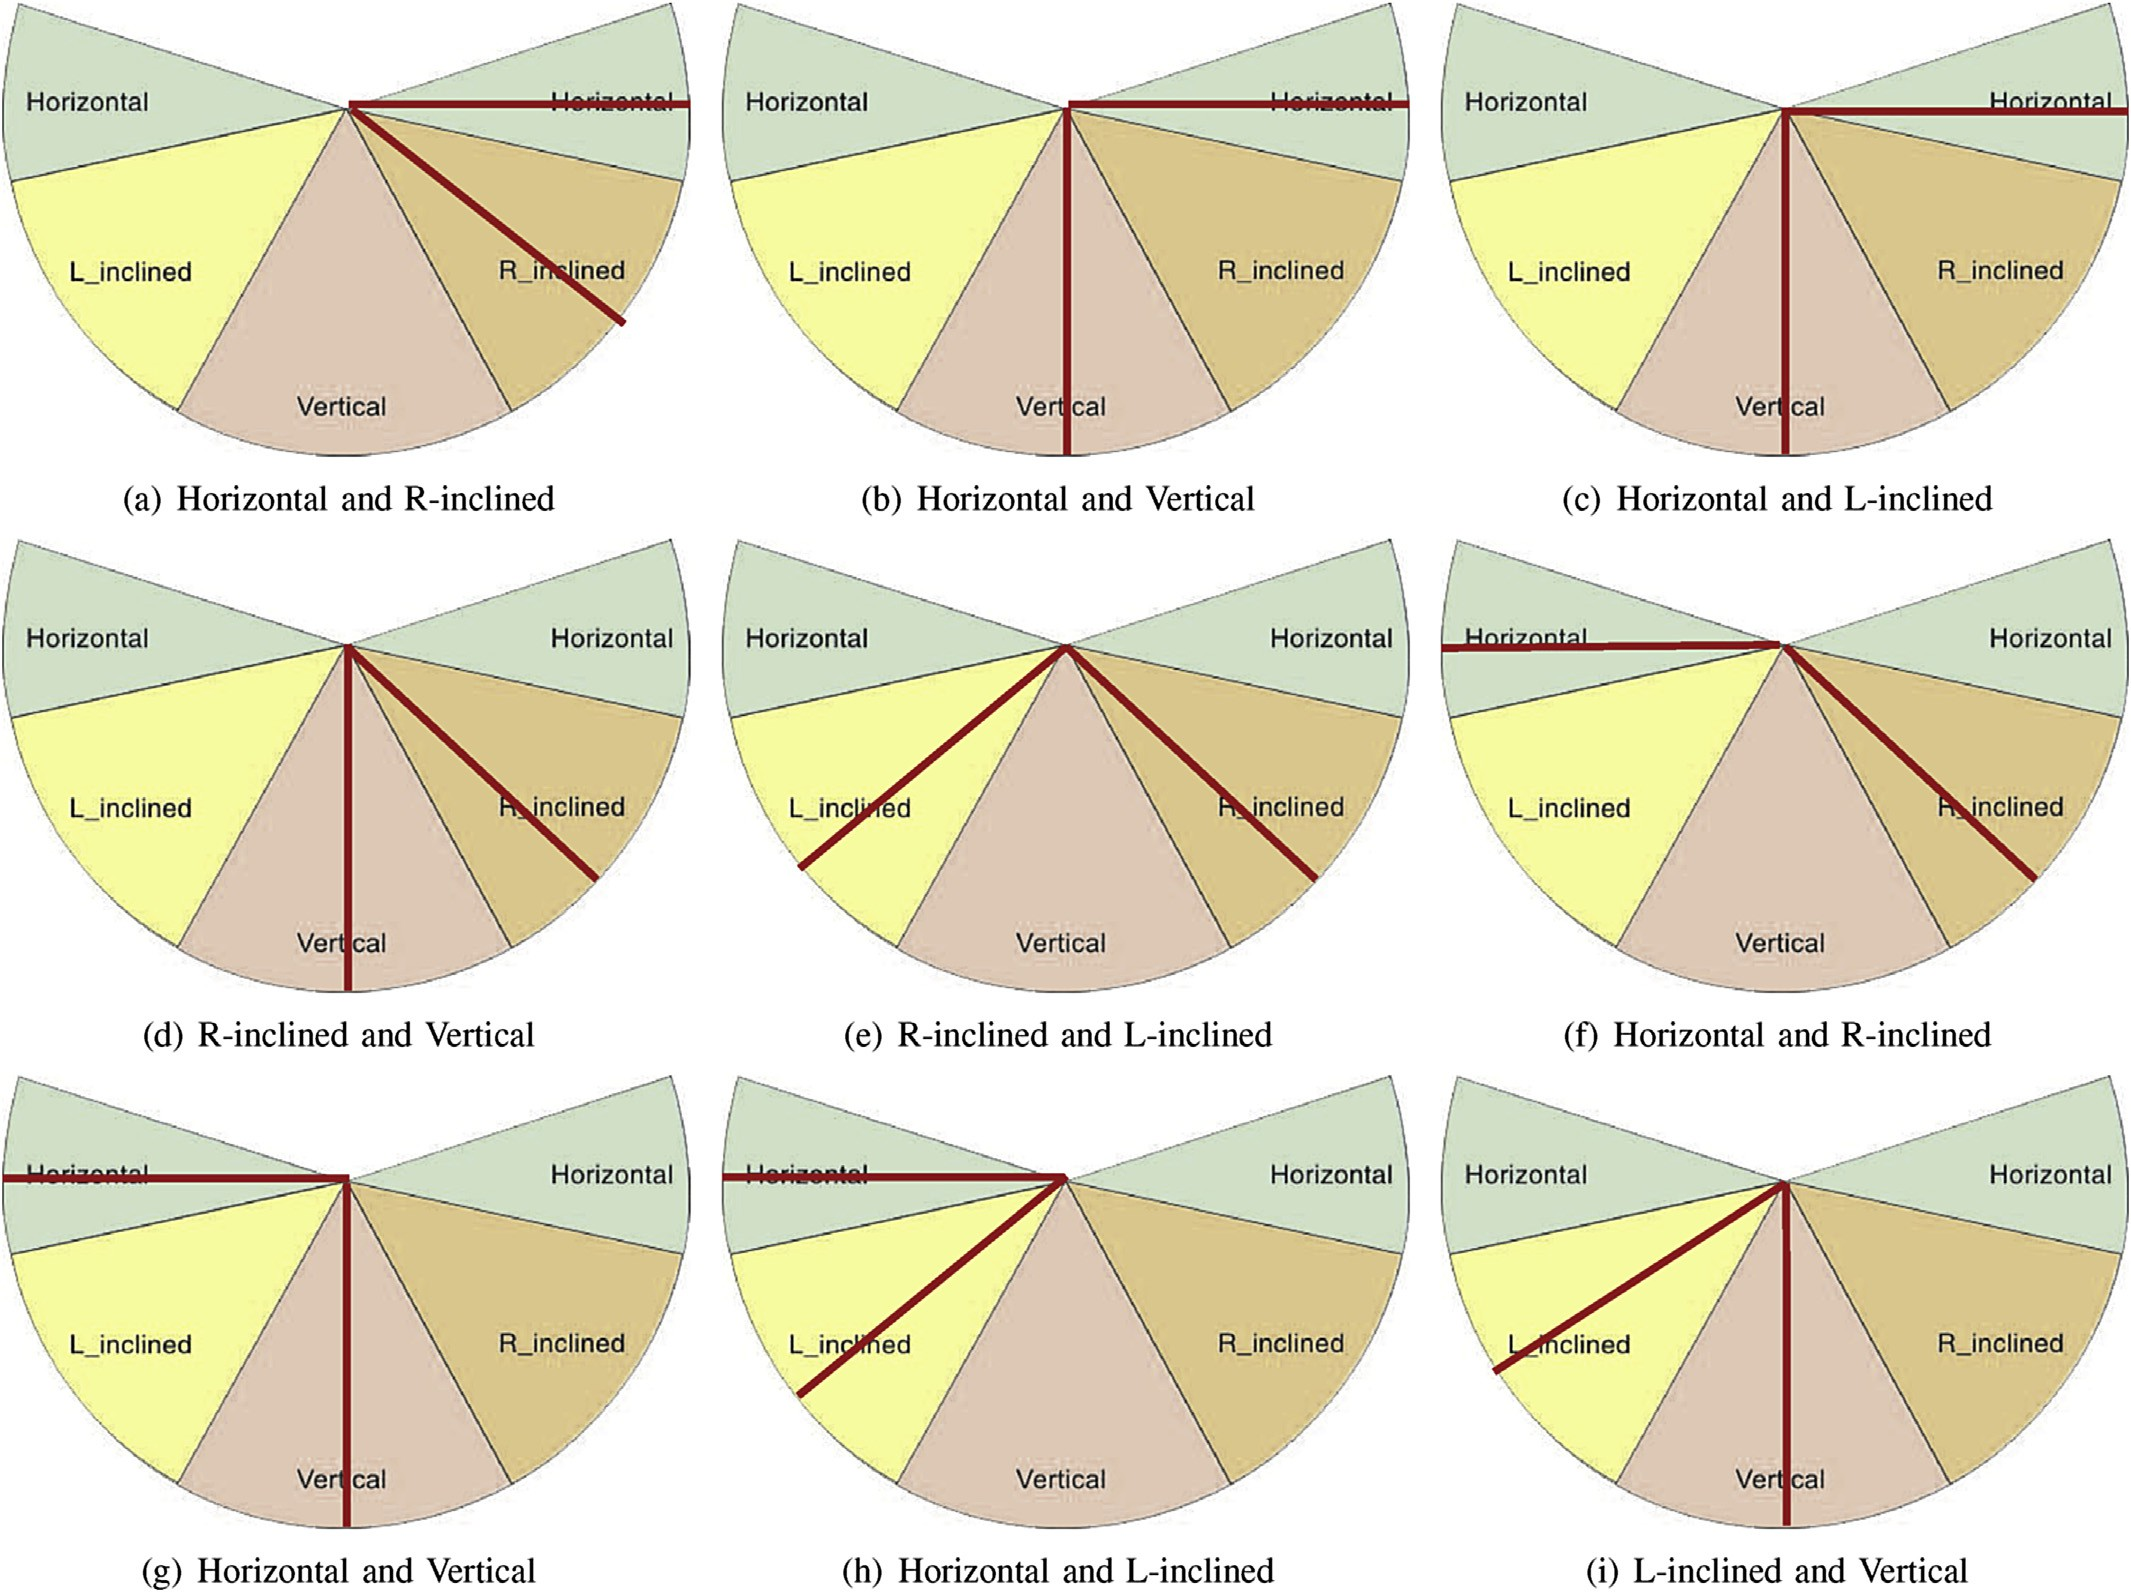 Horizontal Horizontal
L_inclined R_inclined
Vertical
(a) Horizontal and R-inclined
Horizontal Horizontal
L_inclined R_inclined
Vertical
(b) Horizontal and Vertical
Horizontal Horizontal
L_inclined R_inclined
Vertical
(c) Horizontal and L-inclined
Horizontal Horizontal
L_inclined R_inclined
Vertical
(d) R-inclined and Vertical
Horizontal Horizontal
L_inclined R_inclined
Vertical
(e) R-inclined and L-inclined
Horizontal Horizontal
L_inclined R_inclined
Vertical
(f) Horizontal and R-inclined
Horizontal Horizontal
L_inclined R_inclined
Vertical
(g) Horizontal and Vertical
Horizontal Horizontal
L_inclined R_inclined
Vertical
(h) Horizontal and L-inclined
Horizontal Horizontal
L_inclined R_inclined
Vertical
(i) L-inclined and Vertical